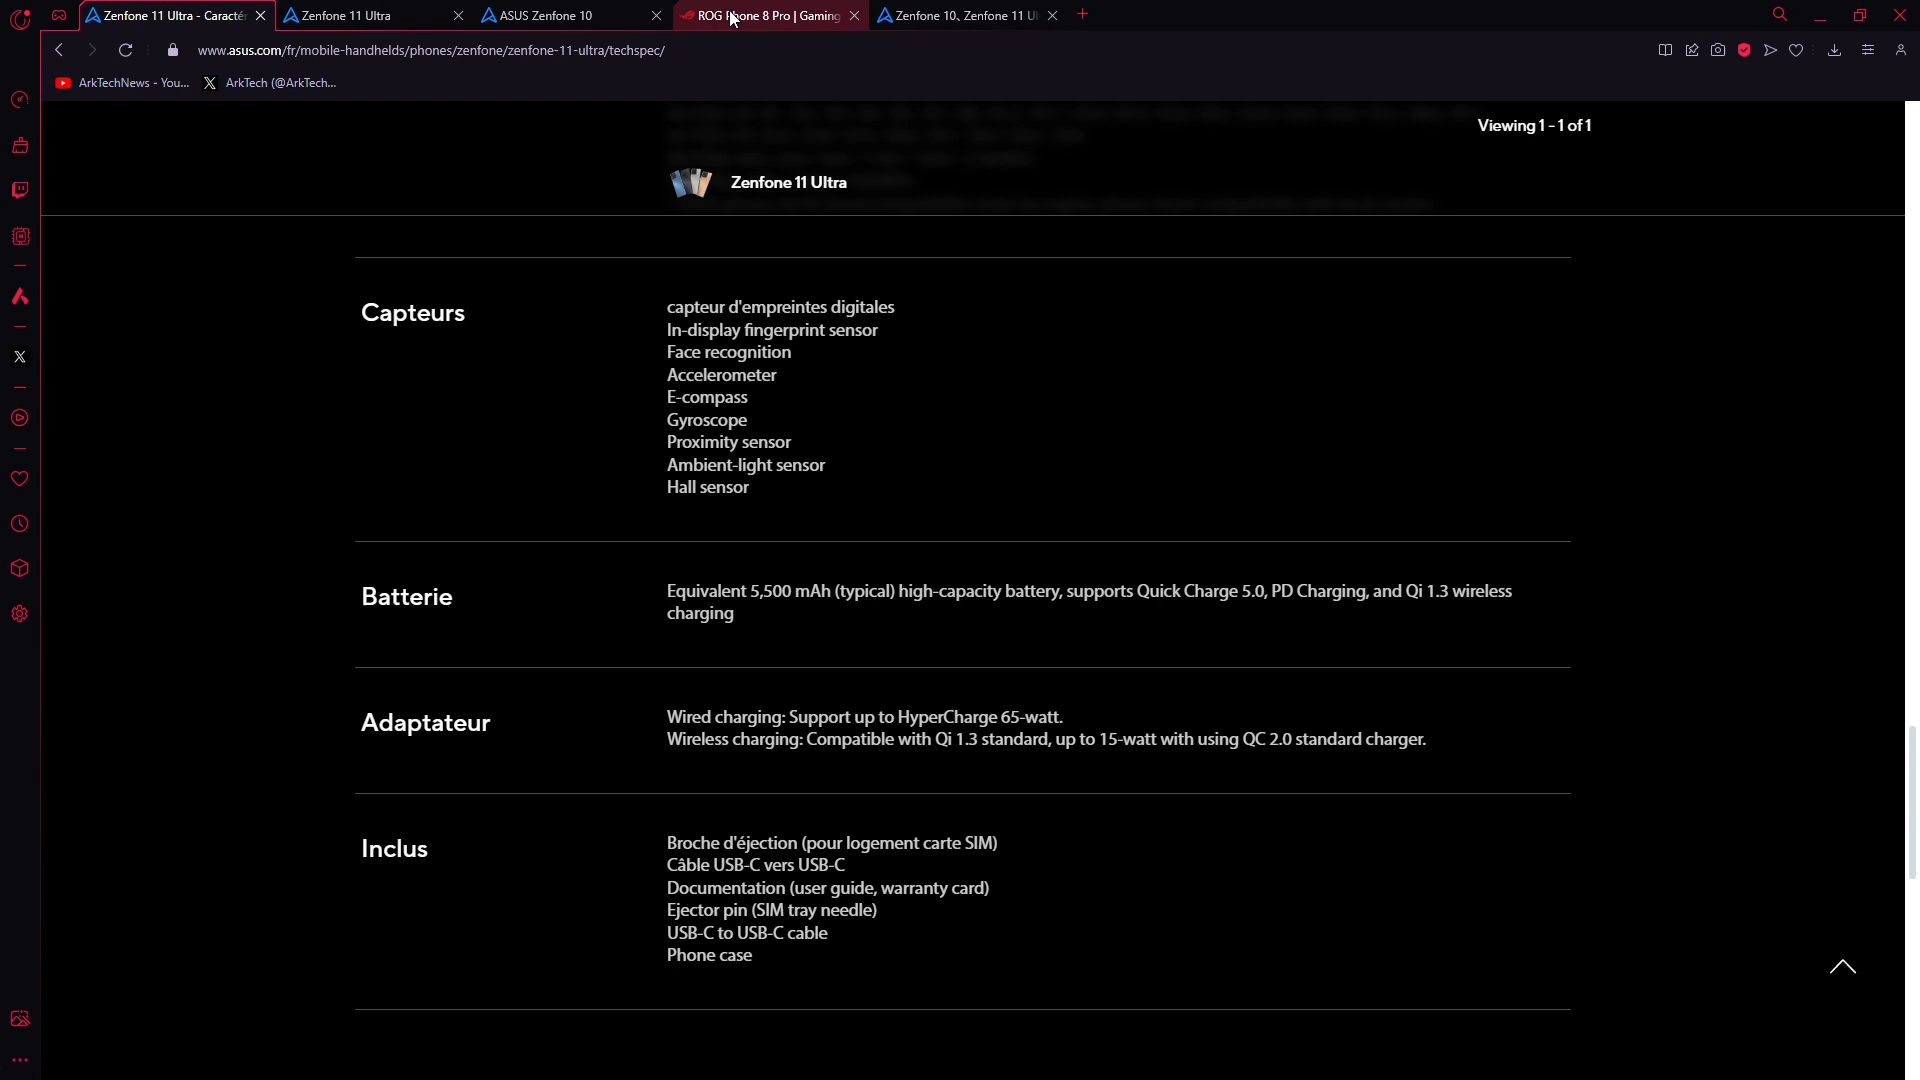 Zenfone 11 Ultra - Caracté
Zenfone 11 Ultra
ASUS Zenfone 10
ROG Phone 8 Pro | Gaming
Zenfone 10、Zenfone 11 Ul
www.asus.com/fr/mobile-handhelds/phones/zenfone/zenfone-11-ultra/techspec/
ArkTechNews - You...
ArkTech (@ArkTech...
Viewing 1 - 1 of 1
Zenfone 11 Ultra
Capteurs
capteur d'empreintes digitales
In-display fingerprint sensor
Face recognition
Accelerometer
E-compass
Gyroscope
Proximity sensor
Ambient-light sensor
Hall sensor
Batterie
Equivalent 5,500 mAh (typical) high-capacity battery, supports Quick Charge 5.0, PD Charging, and Qi 1.3 wireless
charging
Adaptateur
Wired charging: Support up to HyperCharge 65-watt.
Wireless charging: Compatible with Qi 1.3 standard, up to 15-watt with using QC 2.0 standard charger.
Inclus
Broche d'éjection (pour logement carte SIM)
Câble USB-C vers USB-C
Documentation (user guide, warranty card)
Ejector pin (SIM tray needle)
USB-C to USB-C cable
Phone case